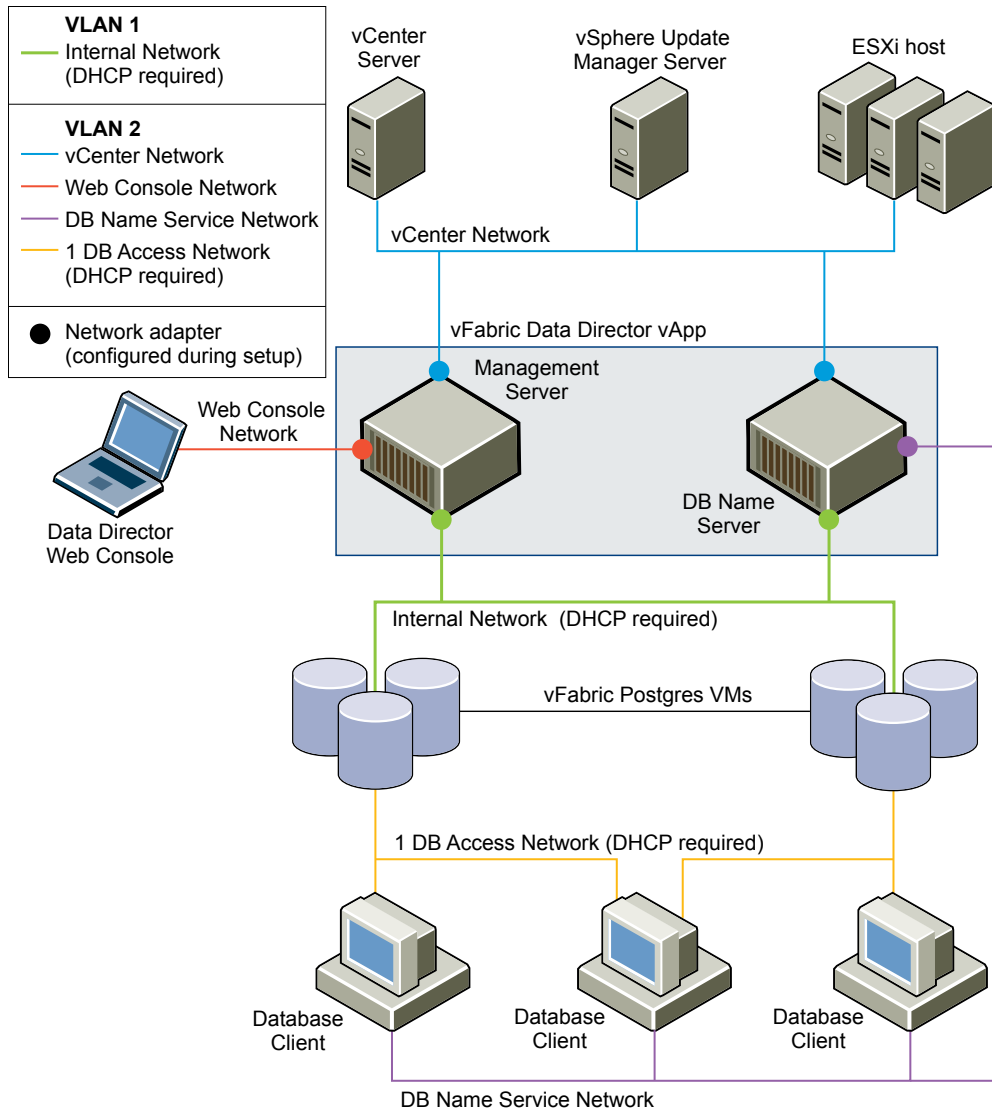 VLAN 1
Internal Network
(DHCP required)
VLAN 2
vCenter Network
Web Console Network
DB Name Service Network
1 DB Access Network
(DHCP required)
Network adapter
(configured during setup)
vCenter
Server
vSphere Update
Manager Server
ESXi host
vCenter Network
vFabric Data Director vApp
Management
Server
Web Console
Network
DB Name
Server
Data Director
Web Console
Internal Network (DHCP required)
vFabric Postgres VMs
1 DB Access Network (DHCP required)
Database
Client
Database
Client
Database
Client
DB Name Service Network